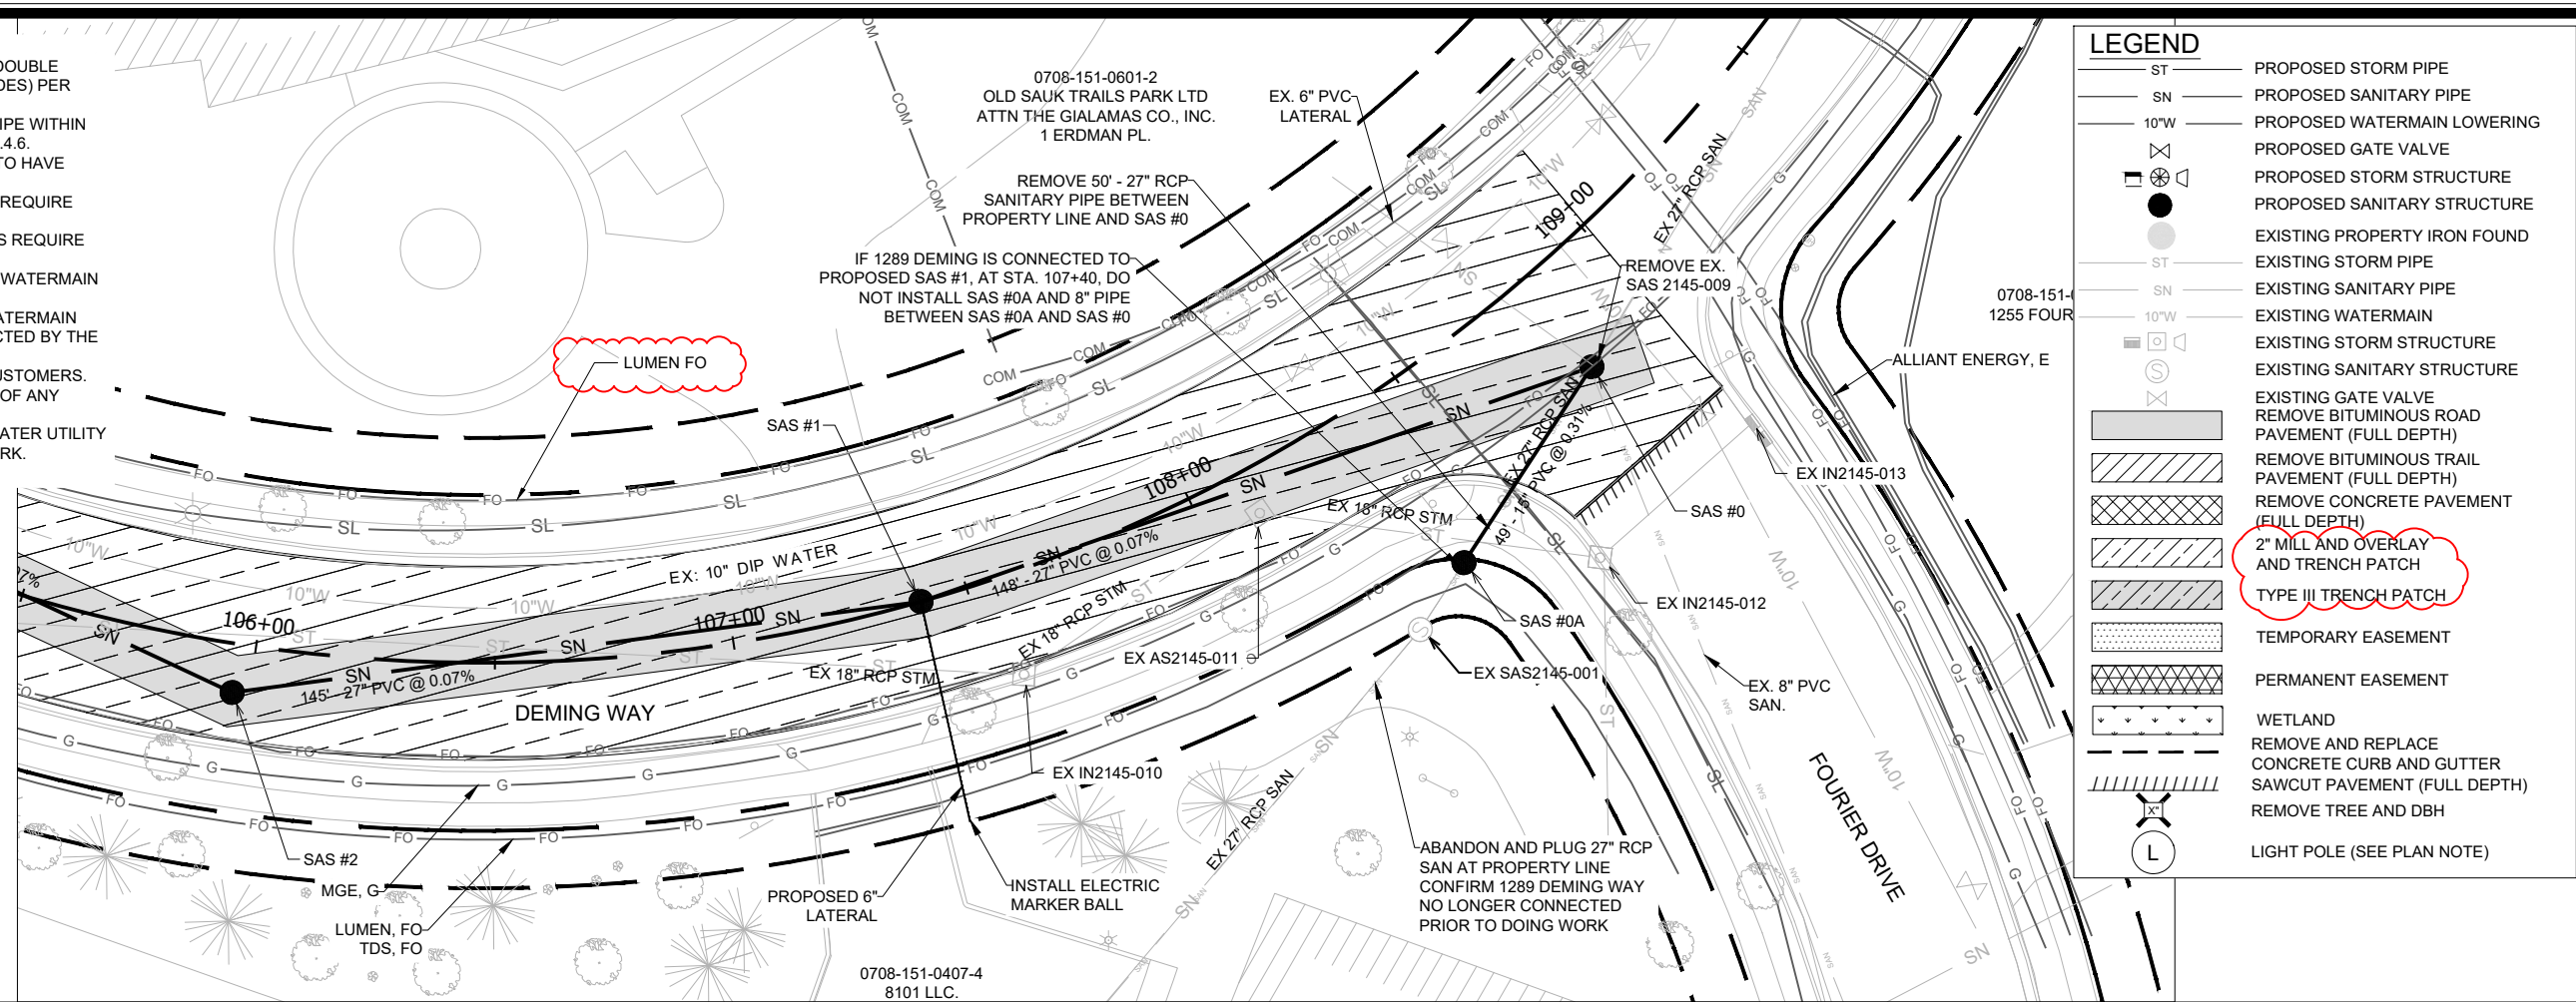 DOUBLE
DES) PER
IPE WITHIN
.4.6.
TO HAVE
REQUIRE
S REQUIRE
WATERMAIN
ATERMAIN
CTED BY THE
USTOMERS.
OF ANY
ATER UTILITY
RK.
0708-151-0601-2
OLD SAUK TRAILS PARK LTD
ATTN THE GIALAMAS CO., INC.
1 ERDMAN PL.
EX. 6" PVC
LATERAL
REMOVE 50' - 27" RCP
SANITARY PIPE BETWEEN
PROPERTY LINE AND SAS #0
IF 1289 DEMING IS CONNECTED TO
PROPOSED SAS #1, AT STA. 107+40, DO
NOT INSTALL SAS #0A AND 8" PIPE
BETWEEN SAS #0A AND SAS #0
LUMEN FO
SAS #1
109+00
EX 27" RCP SAN
REMOVE EX.
SAS 2145-009
0708-151-0
1255 FOUR
ALLIANT ENERGY, E
108+00
EX 27" RCP SAN
49' - 15" PVC @ 0.31%
EX IN2145-013
SAS #0
EX 18" RCP STM
EX: 10" DIP WATER
148' - 27" PVC @ 0.07%
EX IN2145-012
106+00
107+00
7%
SAS #0A
EX 18" RCP STM
EX AS2145-011
EX SAS2145-001
EX 18" RCP STM
145' - 27" PVC @ 0.07%
DEMING WAY
EX. 8" PVC
SAN.
EX IN2145-010
FOURIER DRIVE
EX 27" RCP SAN
SAS #2
MGE, G
LUMEN, FO
TDS, FO
PROPOSED 6"
LATERAL
INSTALL ELECTRIC
MARKER BALL
ABANDON AND PLUG 27" RCP
SAN AT PROPERTY LINE
CONFIRM 1289 DEMING WAY
NO LONGER CONNECTED
PRIOR TO DOING WORK
0708-151-0407-4
8101 LLC.
LEGEND
ST PROPOSED STORM PIPE
SN PROPOSED SANITARY PIPE
10"W PROPOSED WATERMAIN LOWERING
PROPOSED GATE VALVE
PROPOSED STORM STRUCTURE
PROPOSED SANITARY STRUCTURE
EXISTING PROPERTY IRON FOUND
ST EXISTING STORM PIPE
SN EXISTING SANITARY PIPE
10"W EXISTING WATERMAIN
EXISTING STORM STRUCTURE
S EXISTING SANITARY STRUCTURE
EXISTING GATE VALVE
REMOVE BITUMINOUS ROAD
PAVEMENT (FULL DEPTH)
REMOVE BITUMINOUS TRAIL
PAVEMENT (FULL DEPTH)
REMOVE CONCRETE PAVEMENT
(FULL DEPTH)
2" MILL AND OVERLAY
AND TRENCH PATCH
TYPE III TRENCH PATCH
TEMPORARY EASEMENT
PERMANENT EASEMENT
WETLAND
REMOVE AND REPLACE
CONCRETE CURB AND GUTTER
SAWCUT PAVEMENT (FULL DEPTH)
X" REMOVE TREE AND DBH
L LIGHT POLE (SEE PLAN NOTE)